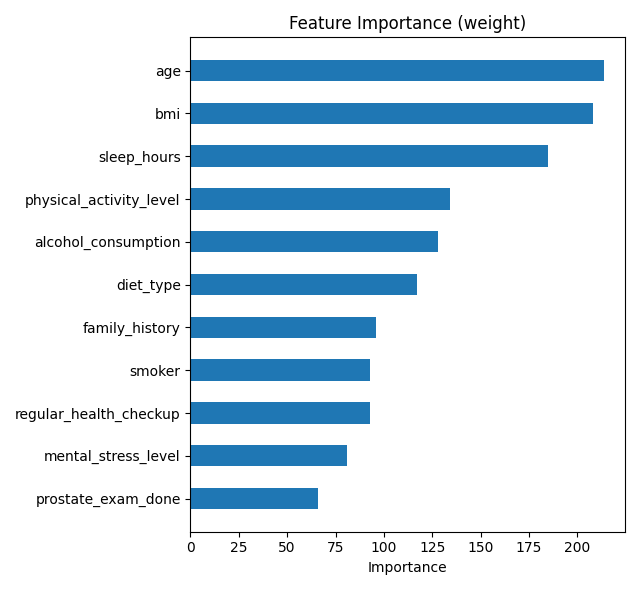 Feature Importance (weight)
age
bmi
sleep_hours
physical_activity_level
alcohol_consumption
diet_type
family_history
smoker
regular_health_checkup
mental_stress_level
prostate_exam_done
0 25 50 75 100 125 150 175 200
Importance